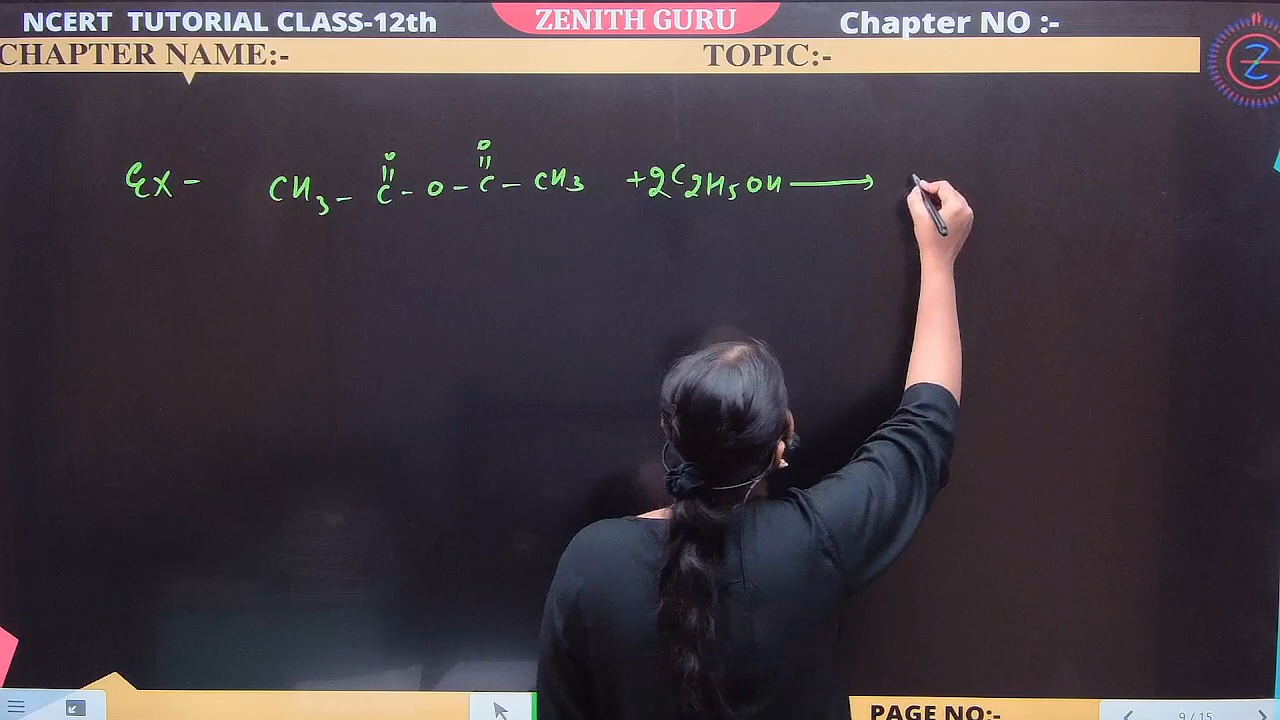 NCERT TUTORIAL CLASS-12th
ZENITH GURU
Chapter NO :-
CHAPTER NAME:-
TOPIC:-
Ex - CH3 - C - O - C - CH3 + 2C2H5OH ⟶
O O
PAGE NO:-
9 / 15